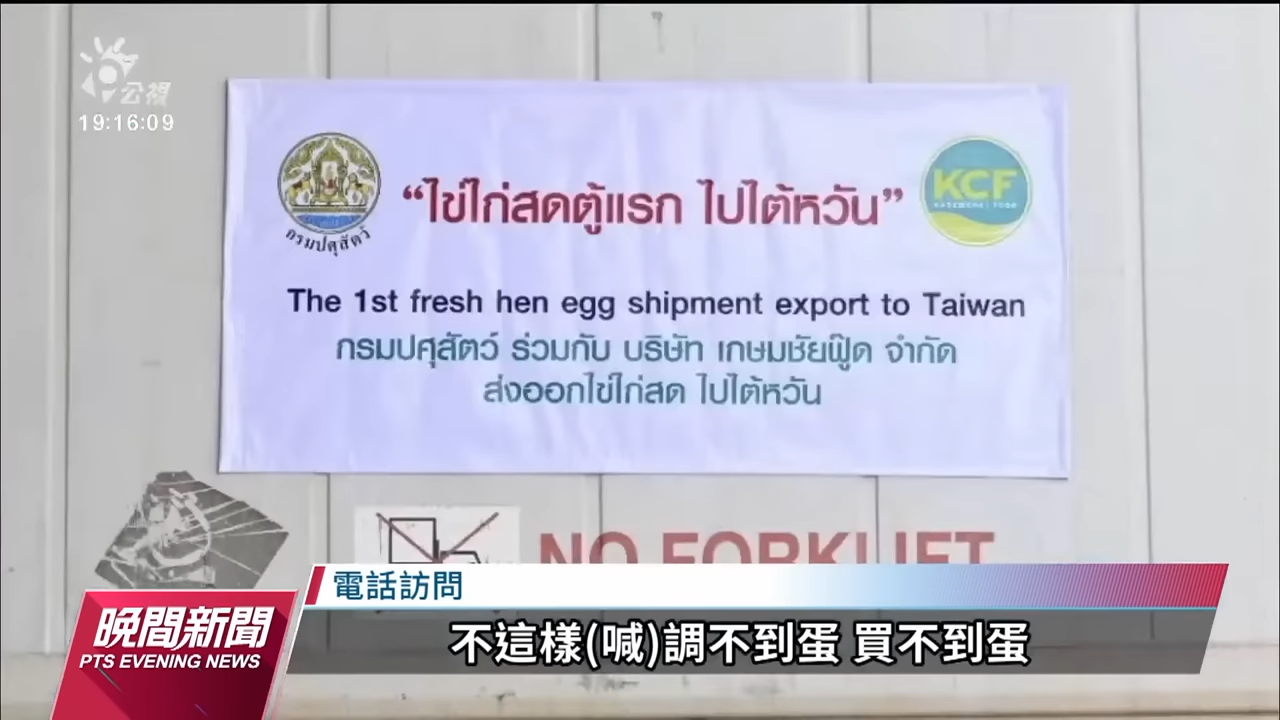 公視
19:16:09
กรมปศุสัตว์
“ไข่ไก่สดตู้แรก ไปไต้หวัน”
KCF
The 1st fresh hen egg shipment export to Taiwan
กรมปศุสัตว์ ร่วมกับ บริษัท เกษมชัยฟู๊ด จำกัด
ส่งออกไข่ไก่สด ไปไต้หวัน
NO FORKLIFT
電話訪問
晚間新聞
PTS EVENING NEWS
不這樣(喊)調不到蛋 買不到蛋